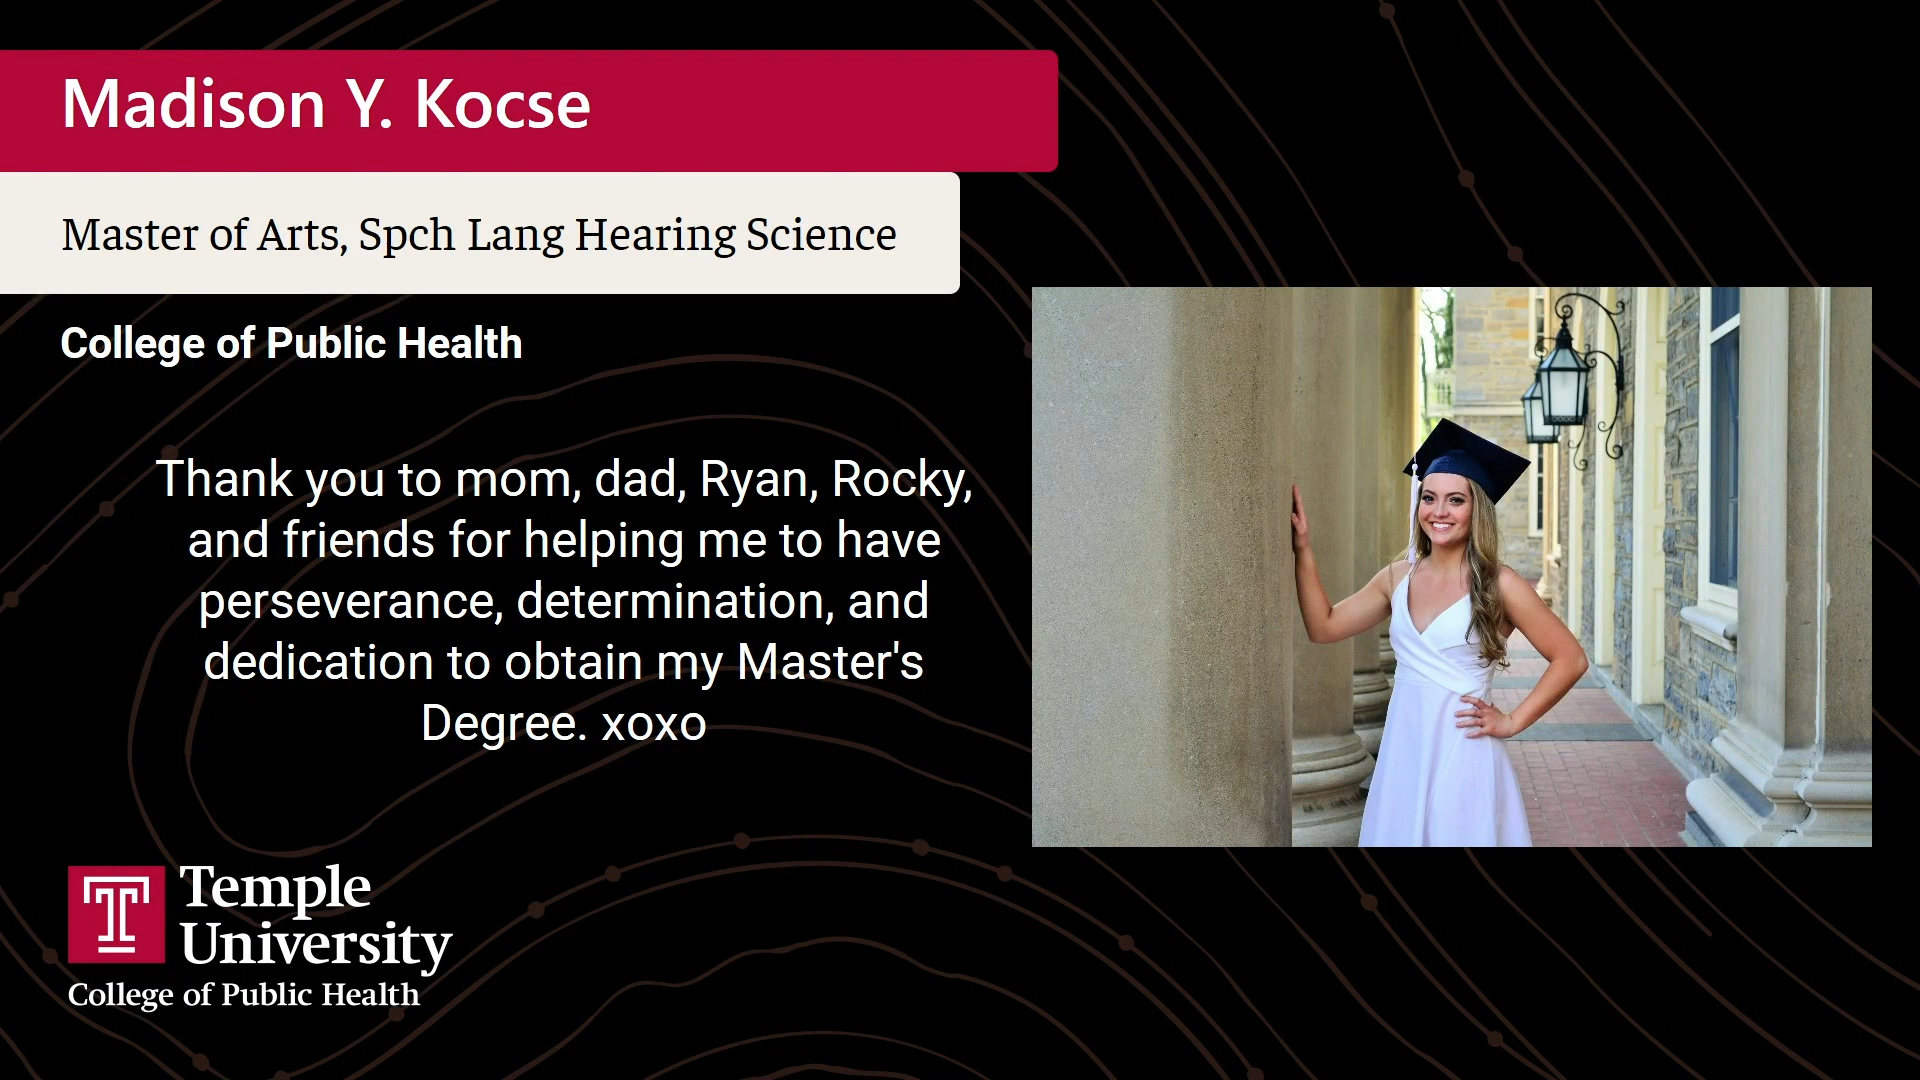 Madison Y. Kocse
Master of Arts, Spch Lang Hearing Science
College of Public Health
Thank you to mom, dad, Ryan, Rocky,
and friends for helping me to have
perseverance, determination, and
dedication to obtain my Master's
Degree. xoxo
T Temple
University
College of Public Health